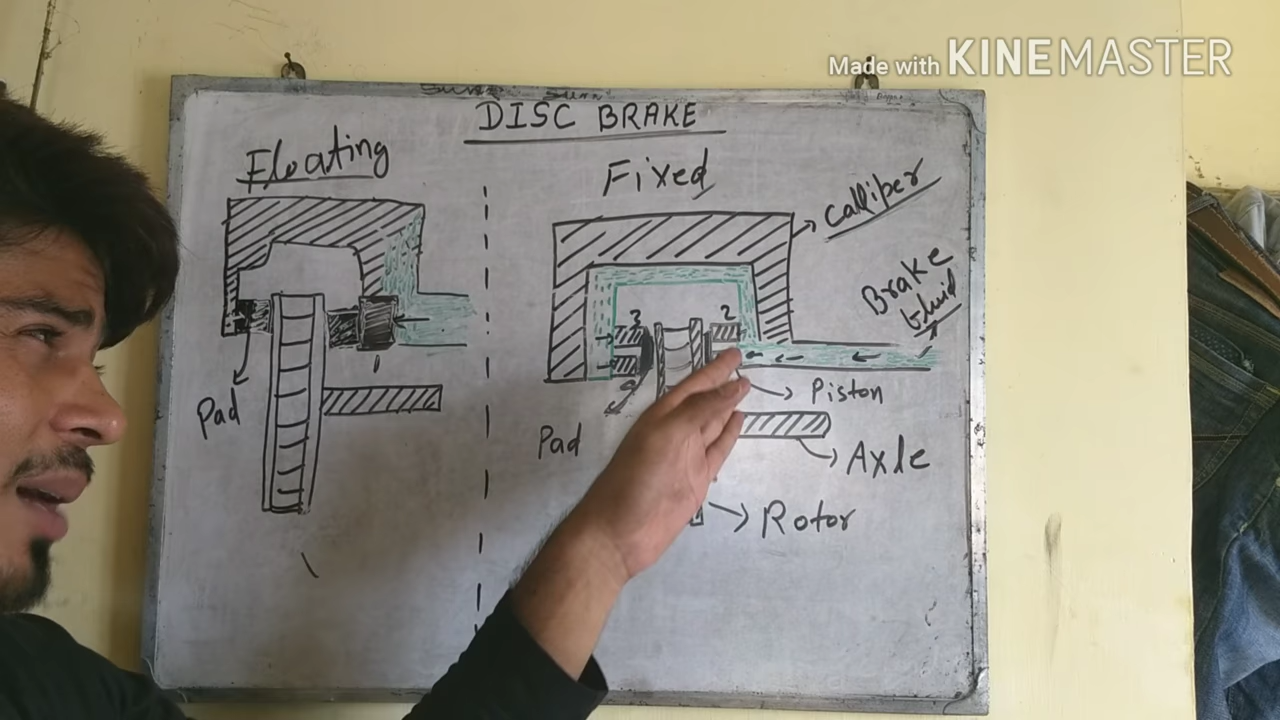 Made with KINEMASTER
DISC BRAKE
Floating
Fixed
Calliper
Brake
fluid
3
2
1
Piston
Pad
Pad
Axle
Rotor